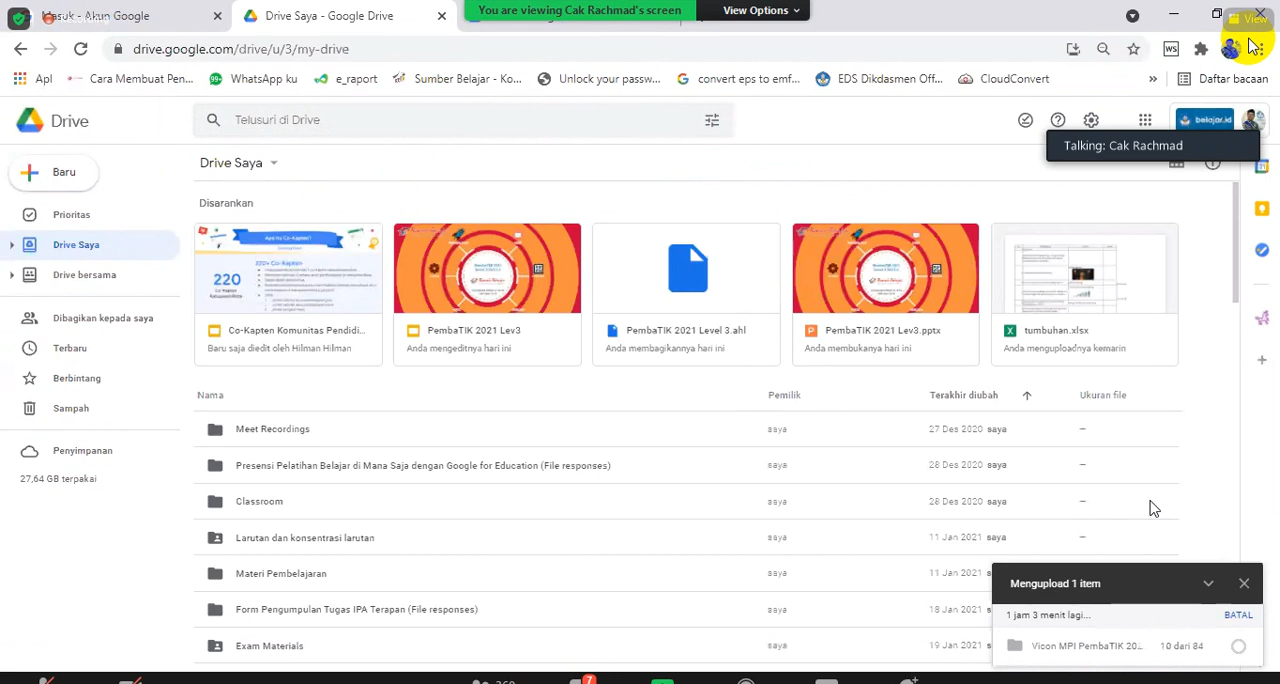 Masuk - Akun Google
Drive Saya - Google Drive
You are viewing Cak Rachmad's screen
View Options
View
drive.google.com/drive/u/3/my-drive
WS
Apl
Cara Membuat Pen...
WhatsApp ku
e_raport
Sumber Belajar - Ko...
Unlock your passw...
convert eps to emf...
EDS Dikdasmen Off...
CloudConvert
Daftar bacaan
Drive
Telusuri di Drive
belajar.id
Talking: Cak Rachmad
Baru
Prioritas
Drive Saya
Drive bersama
Dibagikan kepada saya
Terbaru
Berbintang
Sampah
Penyimpanan
27,64 GB terpakai
Drive Saya
Disarankan
220
Co-Kapten Komunitas Pendidi...
Baru saja diedit oleh Hilman Hilman
PembaTIK 2021 Lev3
Anda mengeditnya hari ini
PembaTIK 2021 Level 3.ahl
Anda membagikannya hari ini
PembaTIK 2021 Lev3.pptx
Anda membukanya hari ini
tumbuhan.xlsx
Anda menguploadnya kemarin
Nama Pemilik Terakhir diubah Ukuran file
Meet Recordings saya 27 Des 2020 saya –
Presensi Pelatihan Belajar di Mana Saja dengan Google for Education (File responses) saya 28 Des 2020 saya –
Classroom saya 28 Des 2020 saya –
Larutan dan konsentrasi larutan saya 11 Jan 2021 saya –
Materi Pembelajaran saya 11 Jan 2021
Form Pengumpulan Tugas IPA Terapan (File responses) saya 18 Jan 2021
Exam Materials saya 19 Jan 2021
Mengupload 1 item
1 jam 3 menit lagi...
BATAL
Vicon MPI PembaTIK 20... 10 dari 84
7